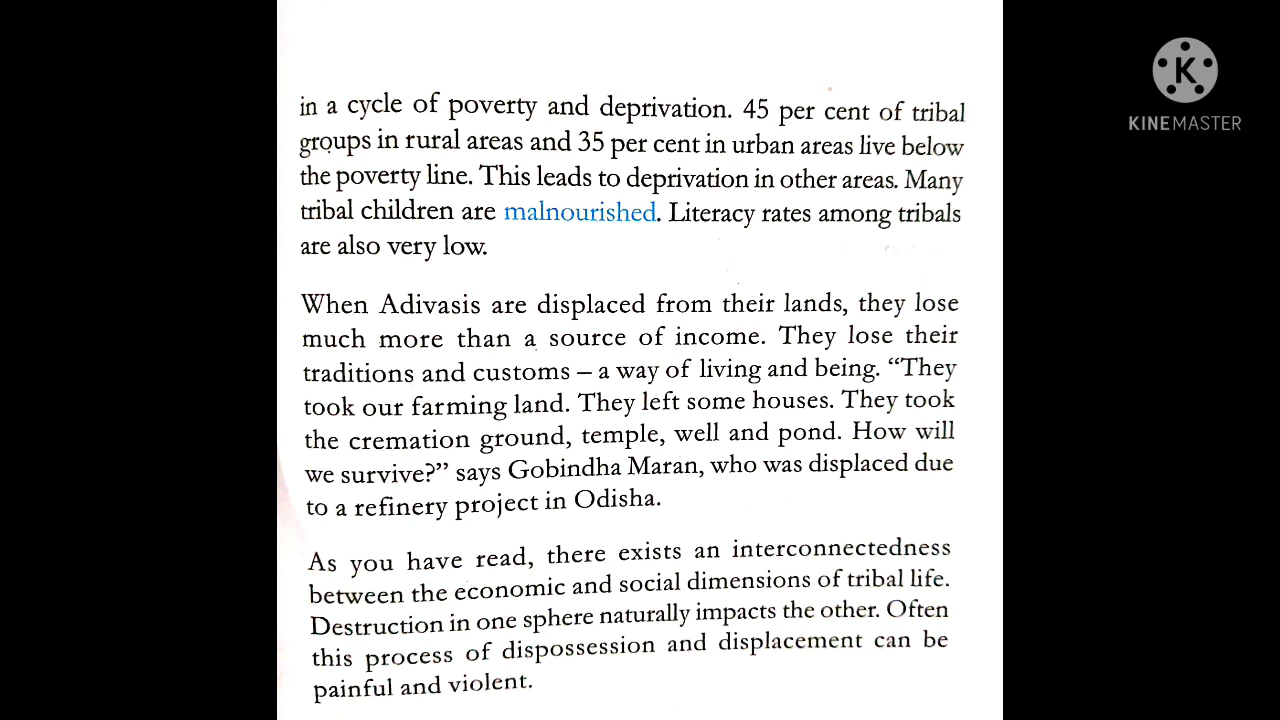 in a cycle of poverty and deprivation. 45 per cent of tribal
groups in rural areas and 35 per cent in urban areas live below
the poverty line. This leads to deprivation in other areas. Many
tribal children are malnourished. Literacy rates among tribals
are also very low.
When Adivasis are displaced from their lands, they lose
much more than a source of income. They lose their
traditions and customs – a way of living and being. “They
took our farming land. They left some houses. They took
the cremation ground, temple, well and pond. How will
we survive?” says Gobindha Maran, who was displaced due
to a refinery project in Odisha.
As you have read, there exists an interconnectedness
between the economic and social dimensions of tribal life.
Destruction in one sphere naturally impacts the other. Often
this process of dispossession and displacement can be
painful and violent.
K
KINEMASTER